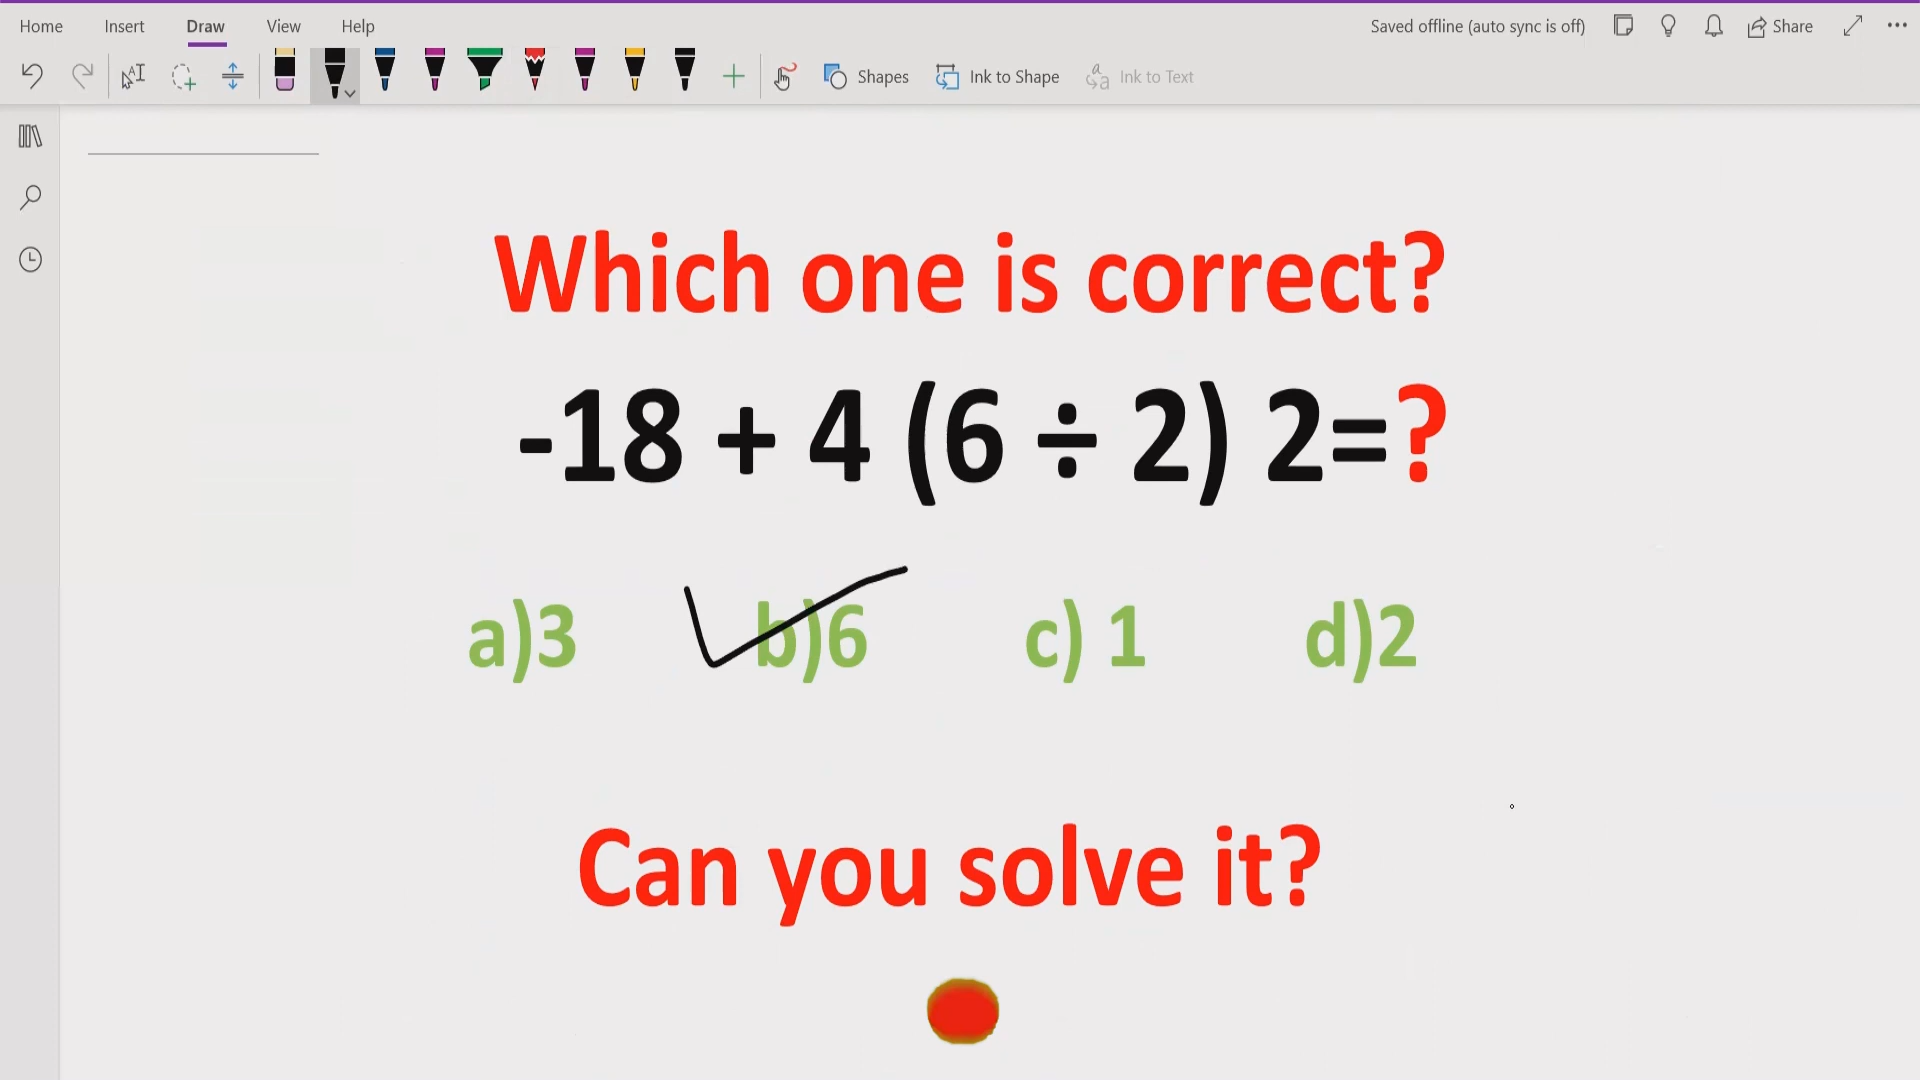 Home Insert Draw View Help Saved offline (auto sync is off) Share
Shapes Ink to Shape Ink to Text
Which one is correct?
-18 + 4 (6 ÷ 2) 2=?
a)3 b)6 c) 1 d)2
Can you solve it?